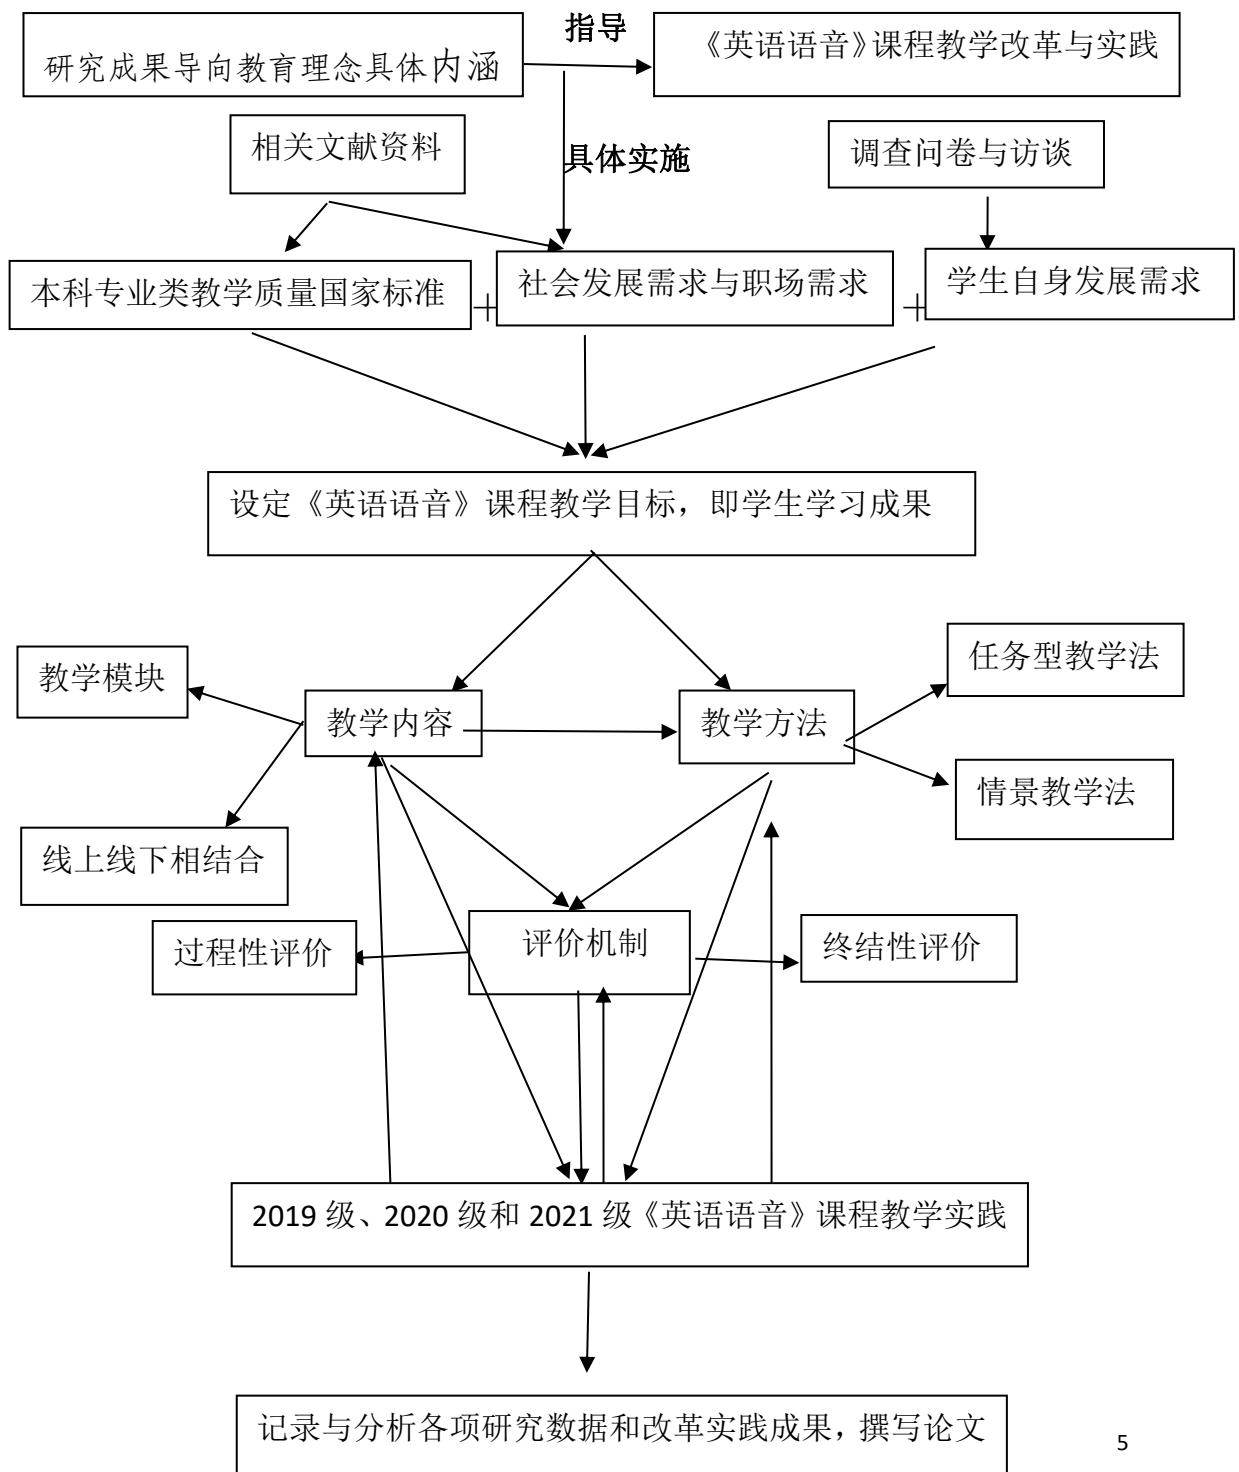 指导
研究成果导向教育理念具体内涵
《英语语音》课程教学改革与实践
相关文献资料
具体实施
调查问卷与访谈
本科专业类教学质量国家标准
+
社会发展需求与职场需求
+
学生自身发展需求
设定《英语语音》课程教学目标，即学生学习成果
教学模块
教学内容
教学方法
任务型教学法
情景教学法
线上线下相结合
过程性评价
评价机制
终结性评价
2019 级、2020 级和 2021 级《英语语音》课程教学实践
记录与分析各项研究数据和改革实践成果，撰写论文
5